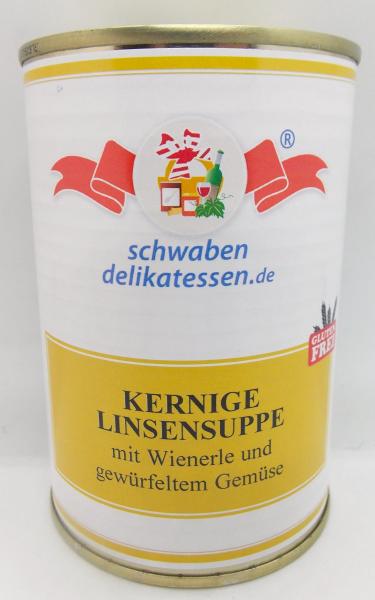 ®
schwaben
delikatessen.de
GLUTEN
FREI
KERNIGE
LINSENSUPPE
mit Wienerle und
gewürfeltem Gemüse